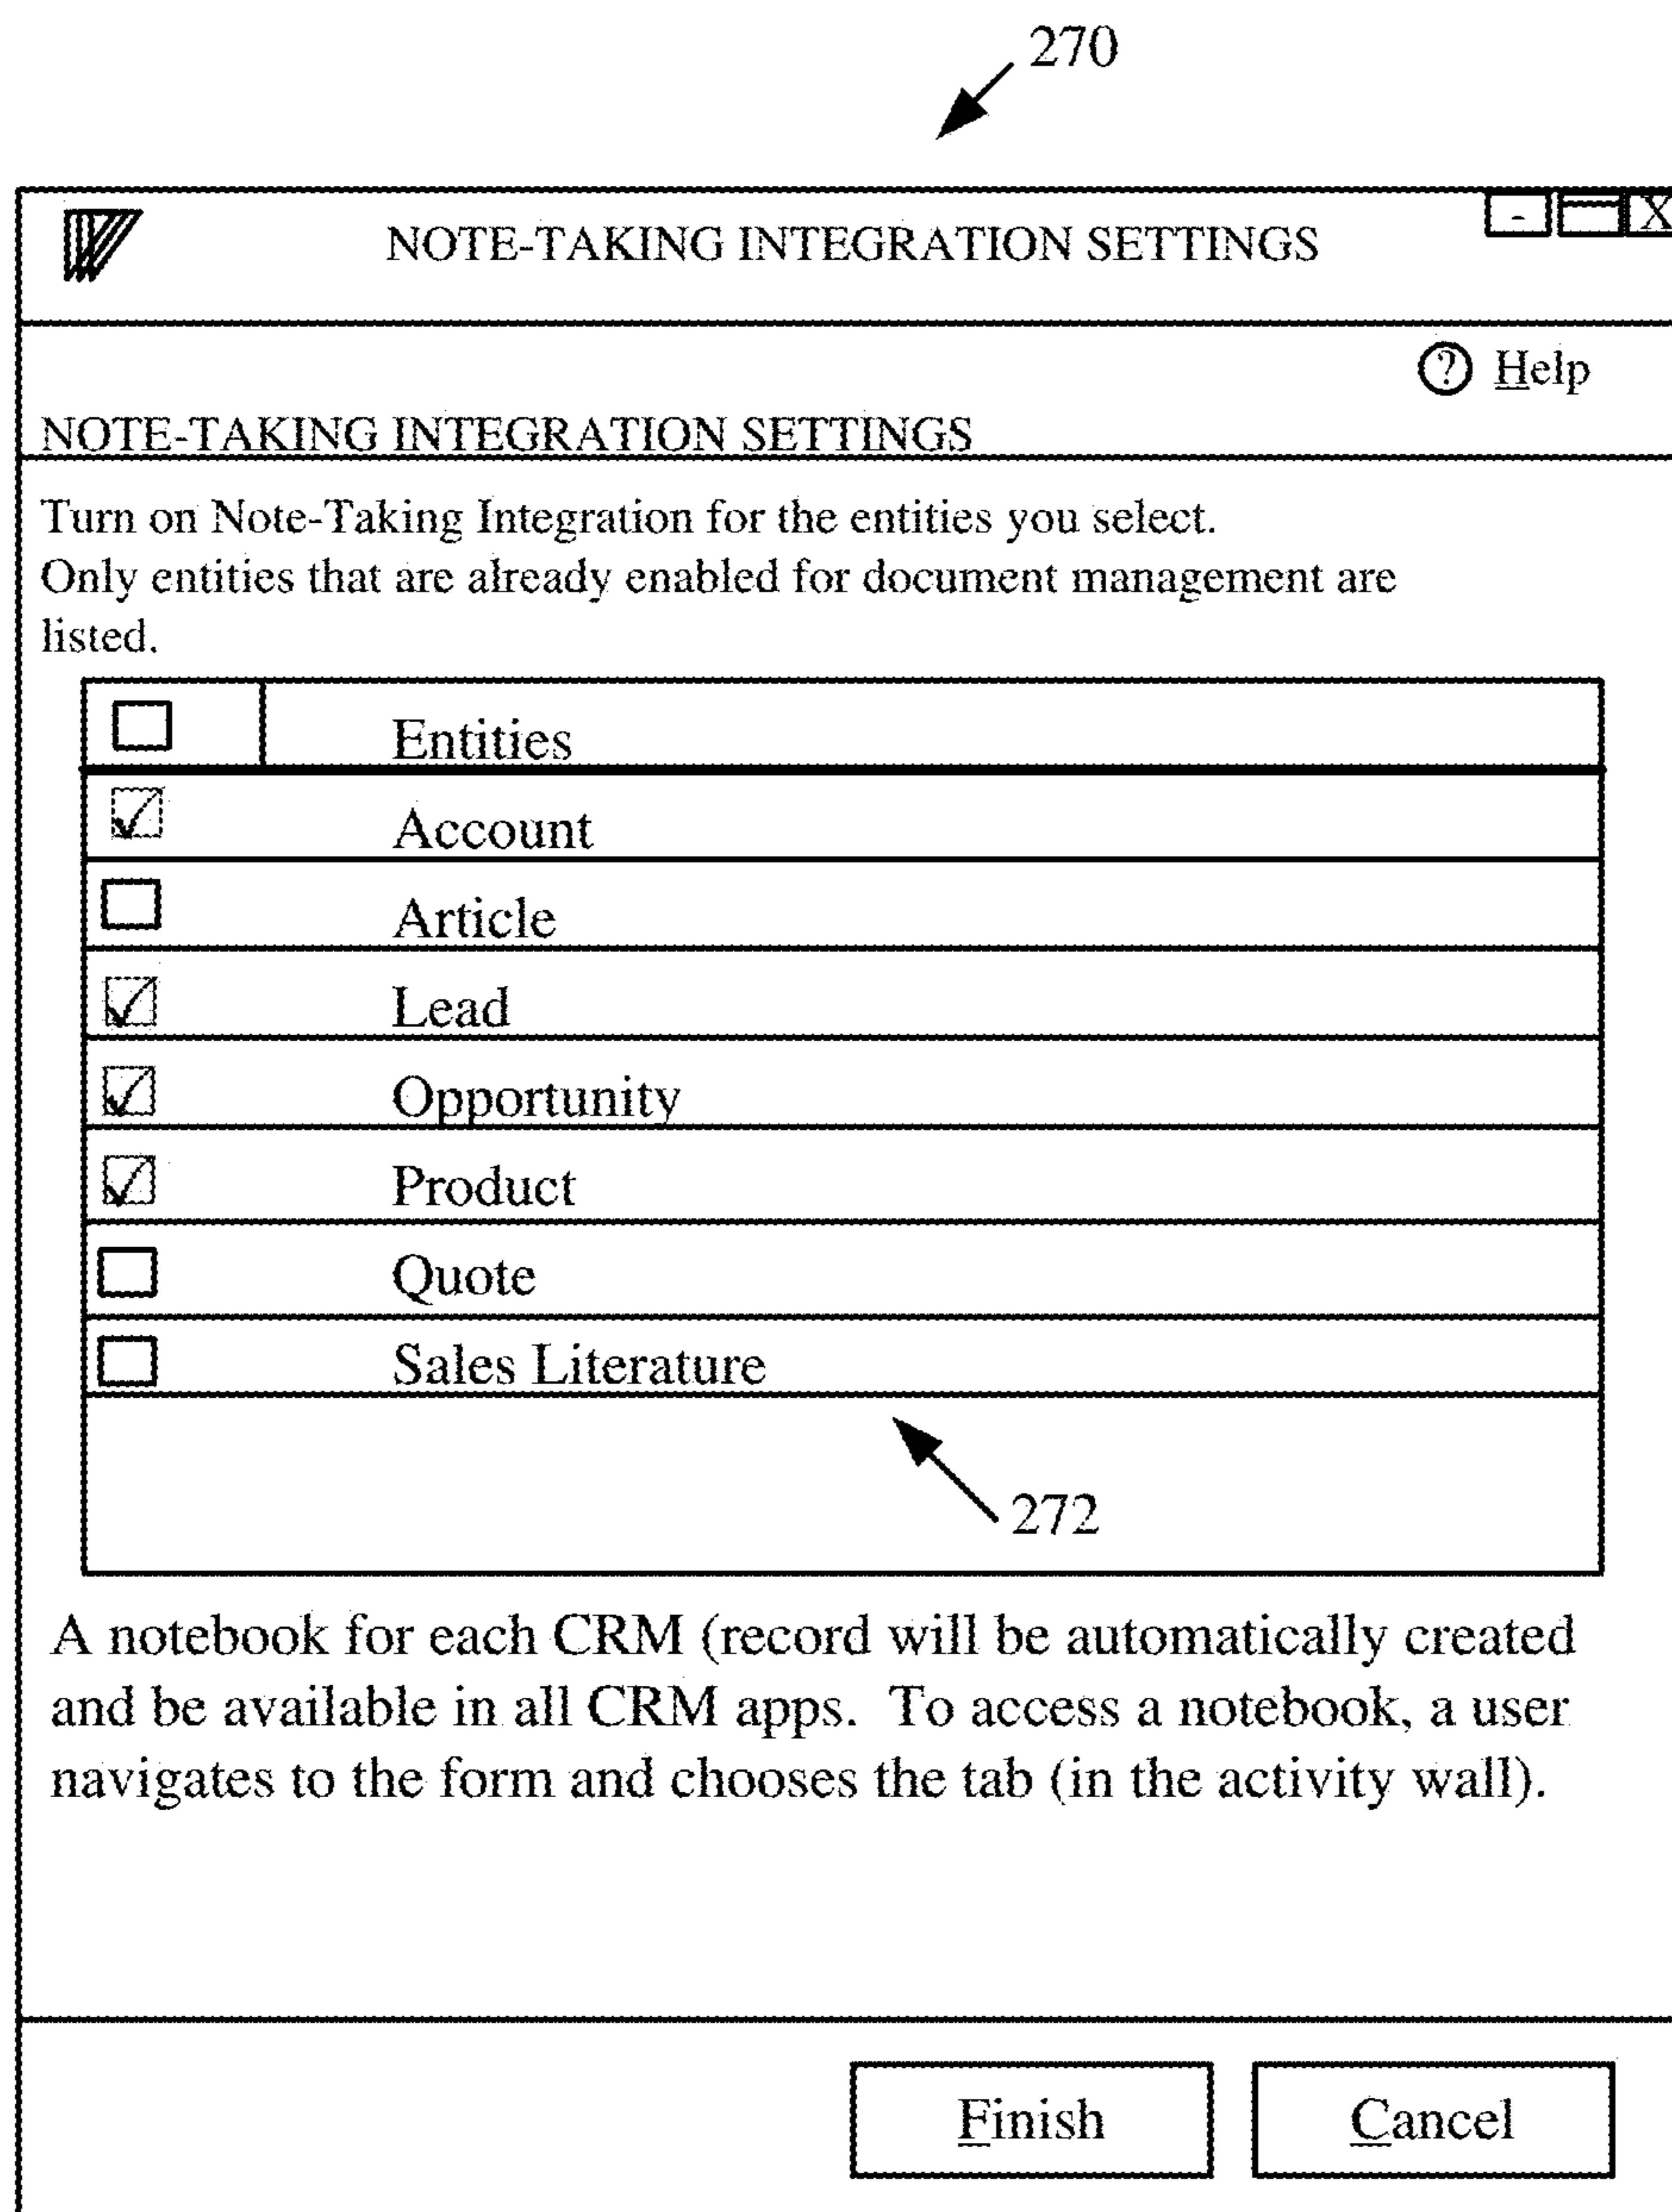 270
NOTE-TAKING INTEGRATION SETTINGS
- X
? Help
NOTE-TAKING INTEGRATION SETTINGS
Turn on Note-Taking Integration for the entities you select.
Only entities that are already enabled for document management are
listed.
Entities
Account
Article
Lead
Opportunity
Product
Quote
Sales Literature
272
A notebook for each CRM (record will be automatically created
and be available in all CRM apps. To access a notebook, a user
navigates to the form and chooses the tab (in the activity wall).
Finish Cancel